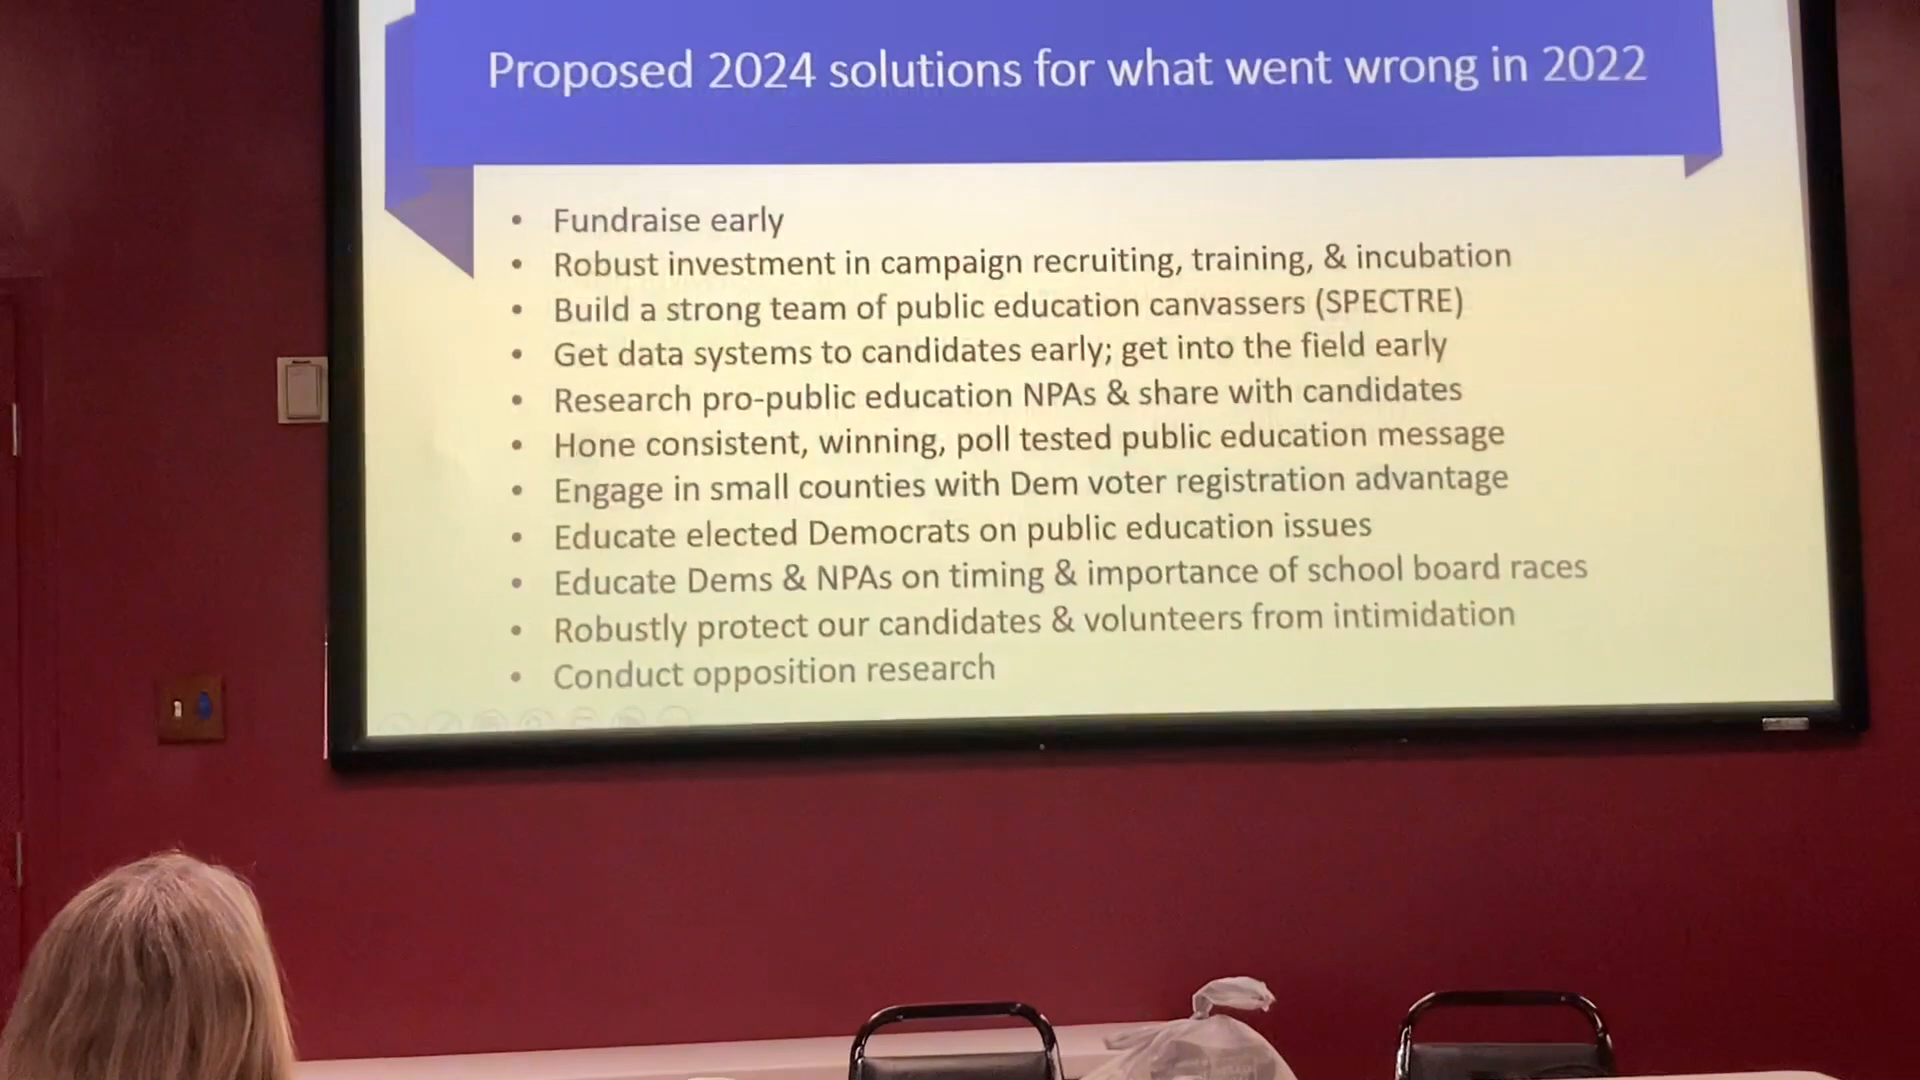 Proposed 2024 solutions for what went wrong in 2022
• Fundraise early
• Robust investment in campaign recruiting, training, & incubation
• Build a strong team of public education canvassers (SPECTRE)
• Get data systems to candidates early; get into the field early
• Research pro-public education NPAs & share with candidates
• Hone consistent, winning, poll tested public education message
• Engage in small counties with Dem voter registration advantage
• Educate elected Democrats on public education issues
• Educate Dems & NPAs on timing & importance of school board races
• Robustly protect our candidates & volunteers from intimidation
• Conduct opposition research